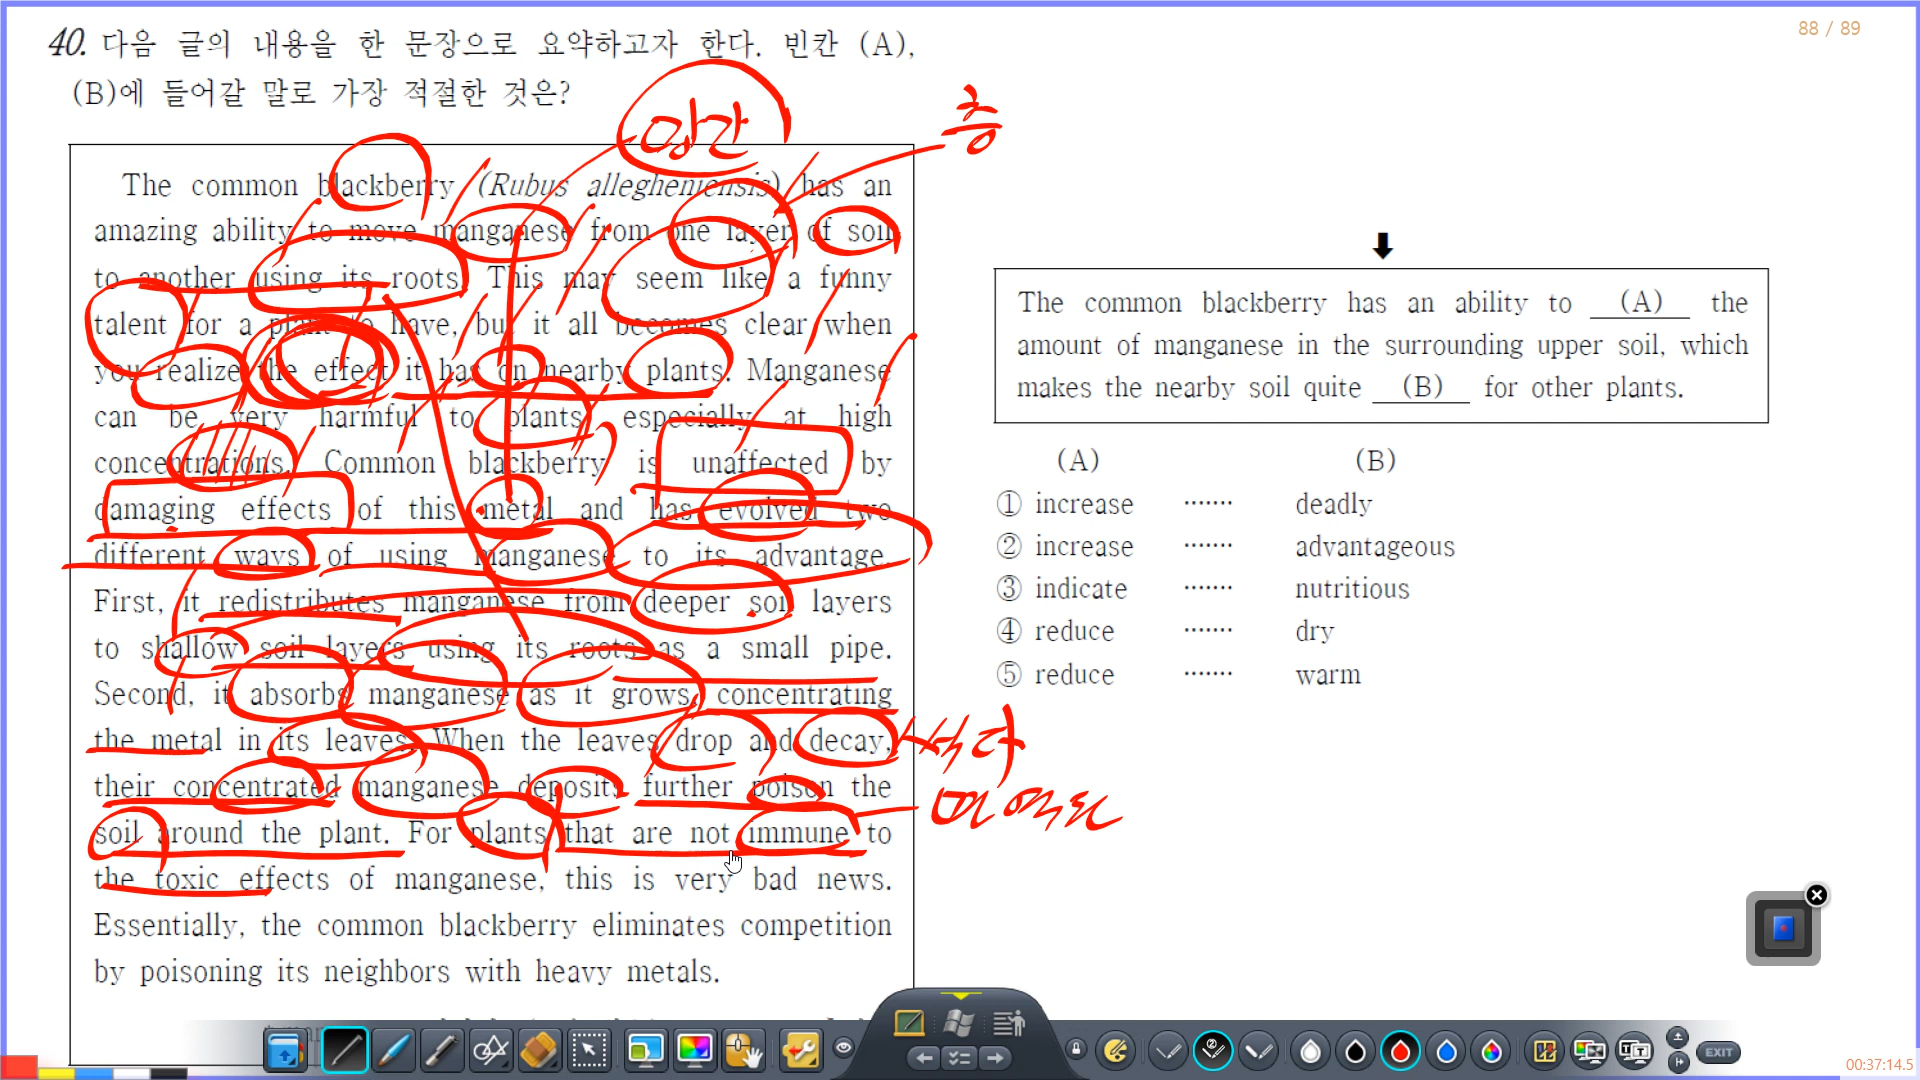 88 / 89
40. 다음 글의 내용을 한 문장으로 요약하고자 한다. 빈칸 (A),
(B)에 들어갈 말로 가장 적절한 것은?
망간
층
The common blackberry (Rubus allegheniensis) has an
amazing ability to move manganese from one layer of soil
to another using its roots. This may seem like a funny
talent for a plant to have, but it all becomes clear when
you realize the effect it has on nearby plants. Manganese
can be very harmful to plants, especially at high
concentrations. Common blackberry is unaffected by
damaging effects of this metal and has evolved two
different ways of using manganese to its advantage.
First, it redistributes manganese from deeper soil layers
to shallow soil layers using its roots as a small pipe.
Second, it absorbs manganese as it grows, concentrating
the metal in its leaves. When the leaves drop and decay,
their concentrated manganese deposits further poison the
soil around the plant. For plants that are not immune to
the toxic effects of manganese, this is very bad news.
Essentially, the common blackberry eliminates competition
by poisoning its neighbors with heavy metals.
썩다
The common blackberry has an ability to (A) the
amount of manganese in the surrounding upper soil, which
makes the nearby soil quite (B) for other plants.
(A) (B)
① increase ······· deadly
② increase ······· advantageous
③ indicate ······· nutritious
④ reduce ······· dry
⑤ reduce ······· warm
EXIT
00:37:14.5